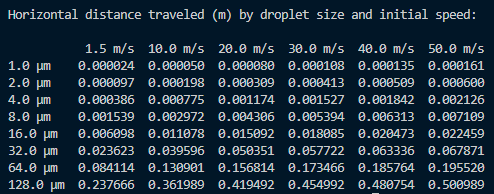 Horizontal distance traveled (m) by droplet size and initial speed:
1.5 m/s 10.0 m/s 20.0 m/s 30.0 m/s 40.0 m/s 50.0 m/s
1.0 µm 0.000024 0.000050 0.000080 0.000108 0.000135 0.000161
2.0 µm 0.000097 0.000198 0.000309 0.000413 0.000509 0.000600
4.0 µm 0.000386 0.000775 0.001174 0.001527 0.001842 0.002126
8.0 µm 0.001539 0.002972 0.004306 0.005394 0.006313 0.007109
16.0 µm 0.006098 0.011078 0.015092 0.018085 0.020473 0.022459
32.0 µm 0.023623 0.039596 0.050351 0.057722 0.063336 0.067871
64.0 µm 0.084114 0.130901 0.156814 0.173466 0.185764 0.195520
128.0 µm 0.237666 0.361989 0.419492 0.454992 0.480754 0.500989